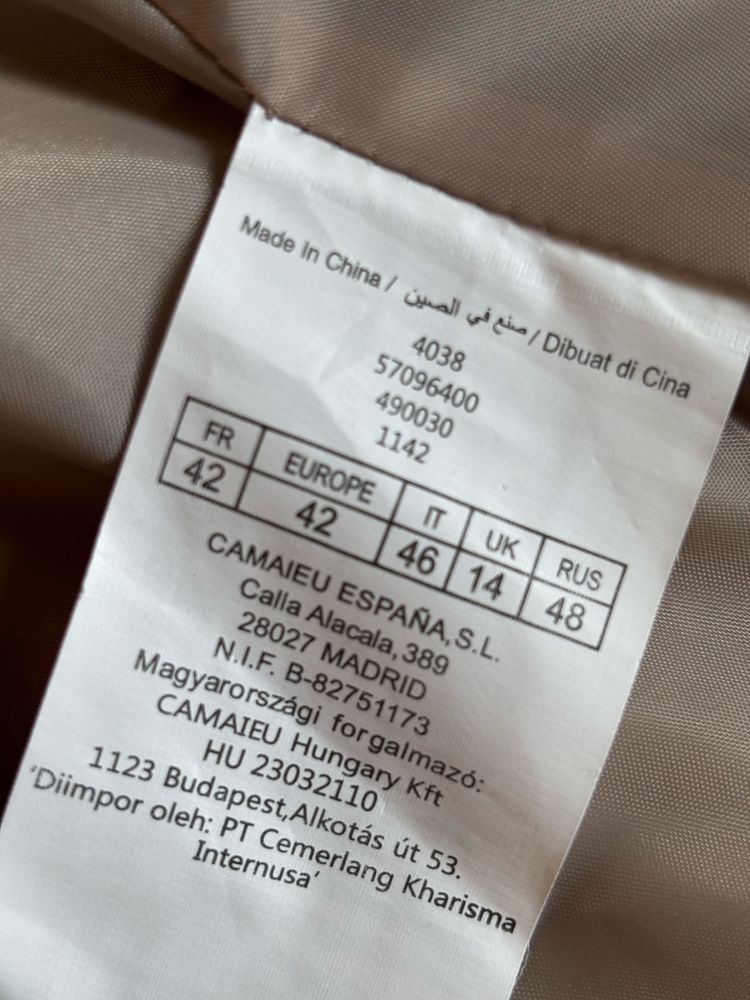 Made In China / صنع في الصين / Dibuat di Cina
4038
57096400
490030
1142
FR EUROPE IT UK RUS
42 42 46 14 48
CAMAIEU ESPAÑA,S.L.
Calla Alacala,389
28027 MADRID
N.I.F. B-82751173
Magyarországi forgalmazó:
CAMAIEU Hungary Kft
HU 23032110
1123 Budapest,Alkotás út 53.
'Diimpor oleh: PT Cemerlang Kharisma
Internusa'